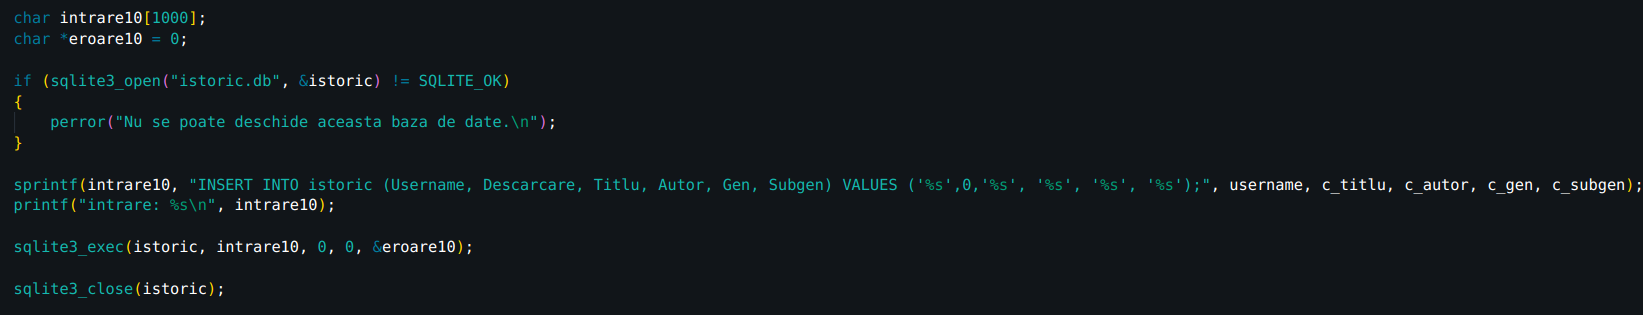 char intrare10[1000];
char *eroare10 = 0;
if (sqlite3_open("istoric.db", &istoric) != SQLITE_OK)
{
perror("Nu se poate deschide aceasta baza de date.\n");
}
sprintf(intrare10, "INSERT INTO istoric (Username, Descarcare, Titlu, Autor, Gen, Subgen) VALUES ('%s',0,'%s', '%s', '%s', '%s');", username, c_titlu, c_autor, c_gen, c_subgen);
printf("intrare: %s\n", intrare10);
sqlite3_exec(istoric, intrare10, 0, 0, &eroare10);
sqlite3_close(istoric);